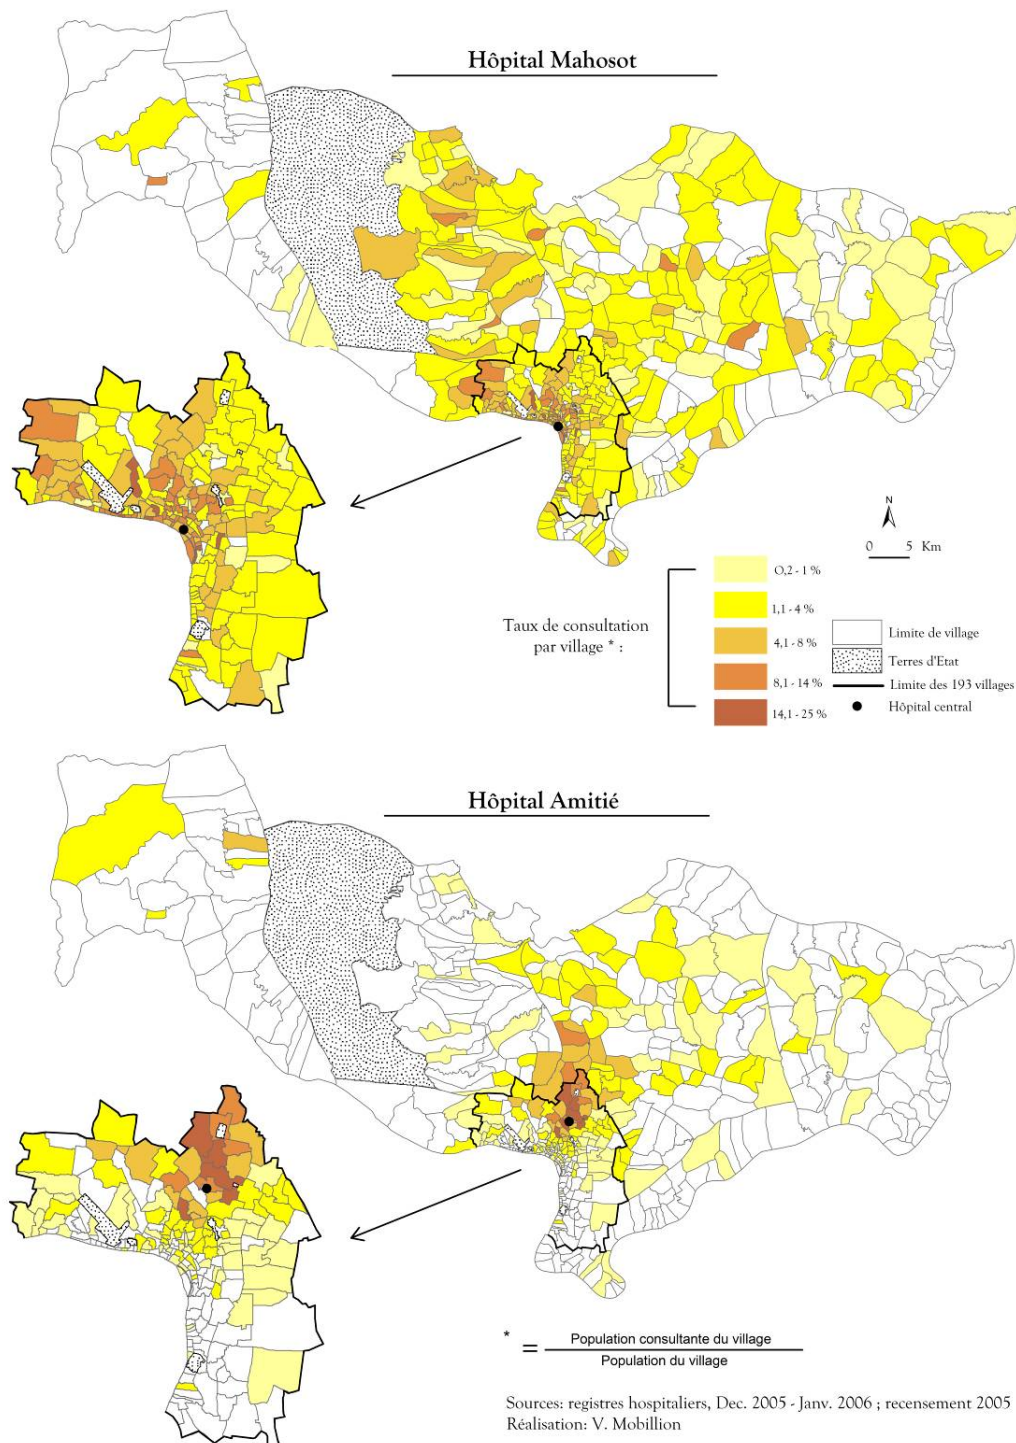 Hôpital Mahosot
N
0 5 Km
Taux de consultation
par village * :
O,2 - 1 %
1,1 - 4 %
4,1 - 8 %
8,1 - 14 %
14,1 - 25 %
Limite de village
Terres d'Etat
Limite des 193 villages
Hôpital central
Hôpital Amitié
* = Population consultante du village
Population du village
Sources: registres hospitaliers, Dec. 2005 - Janv. 2006 ; recensement 2005
Réalisation: V. Mobillion